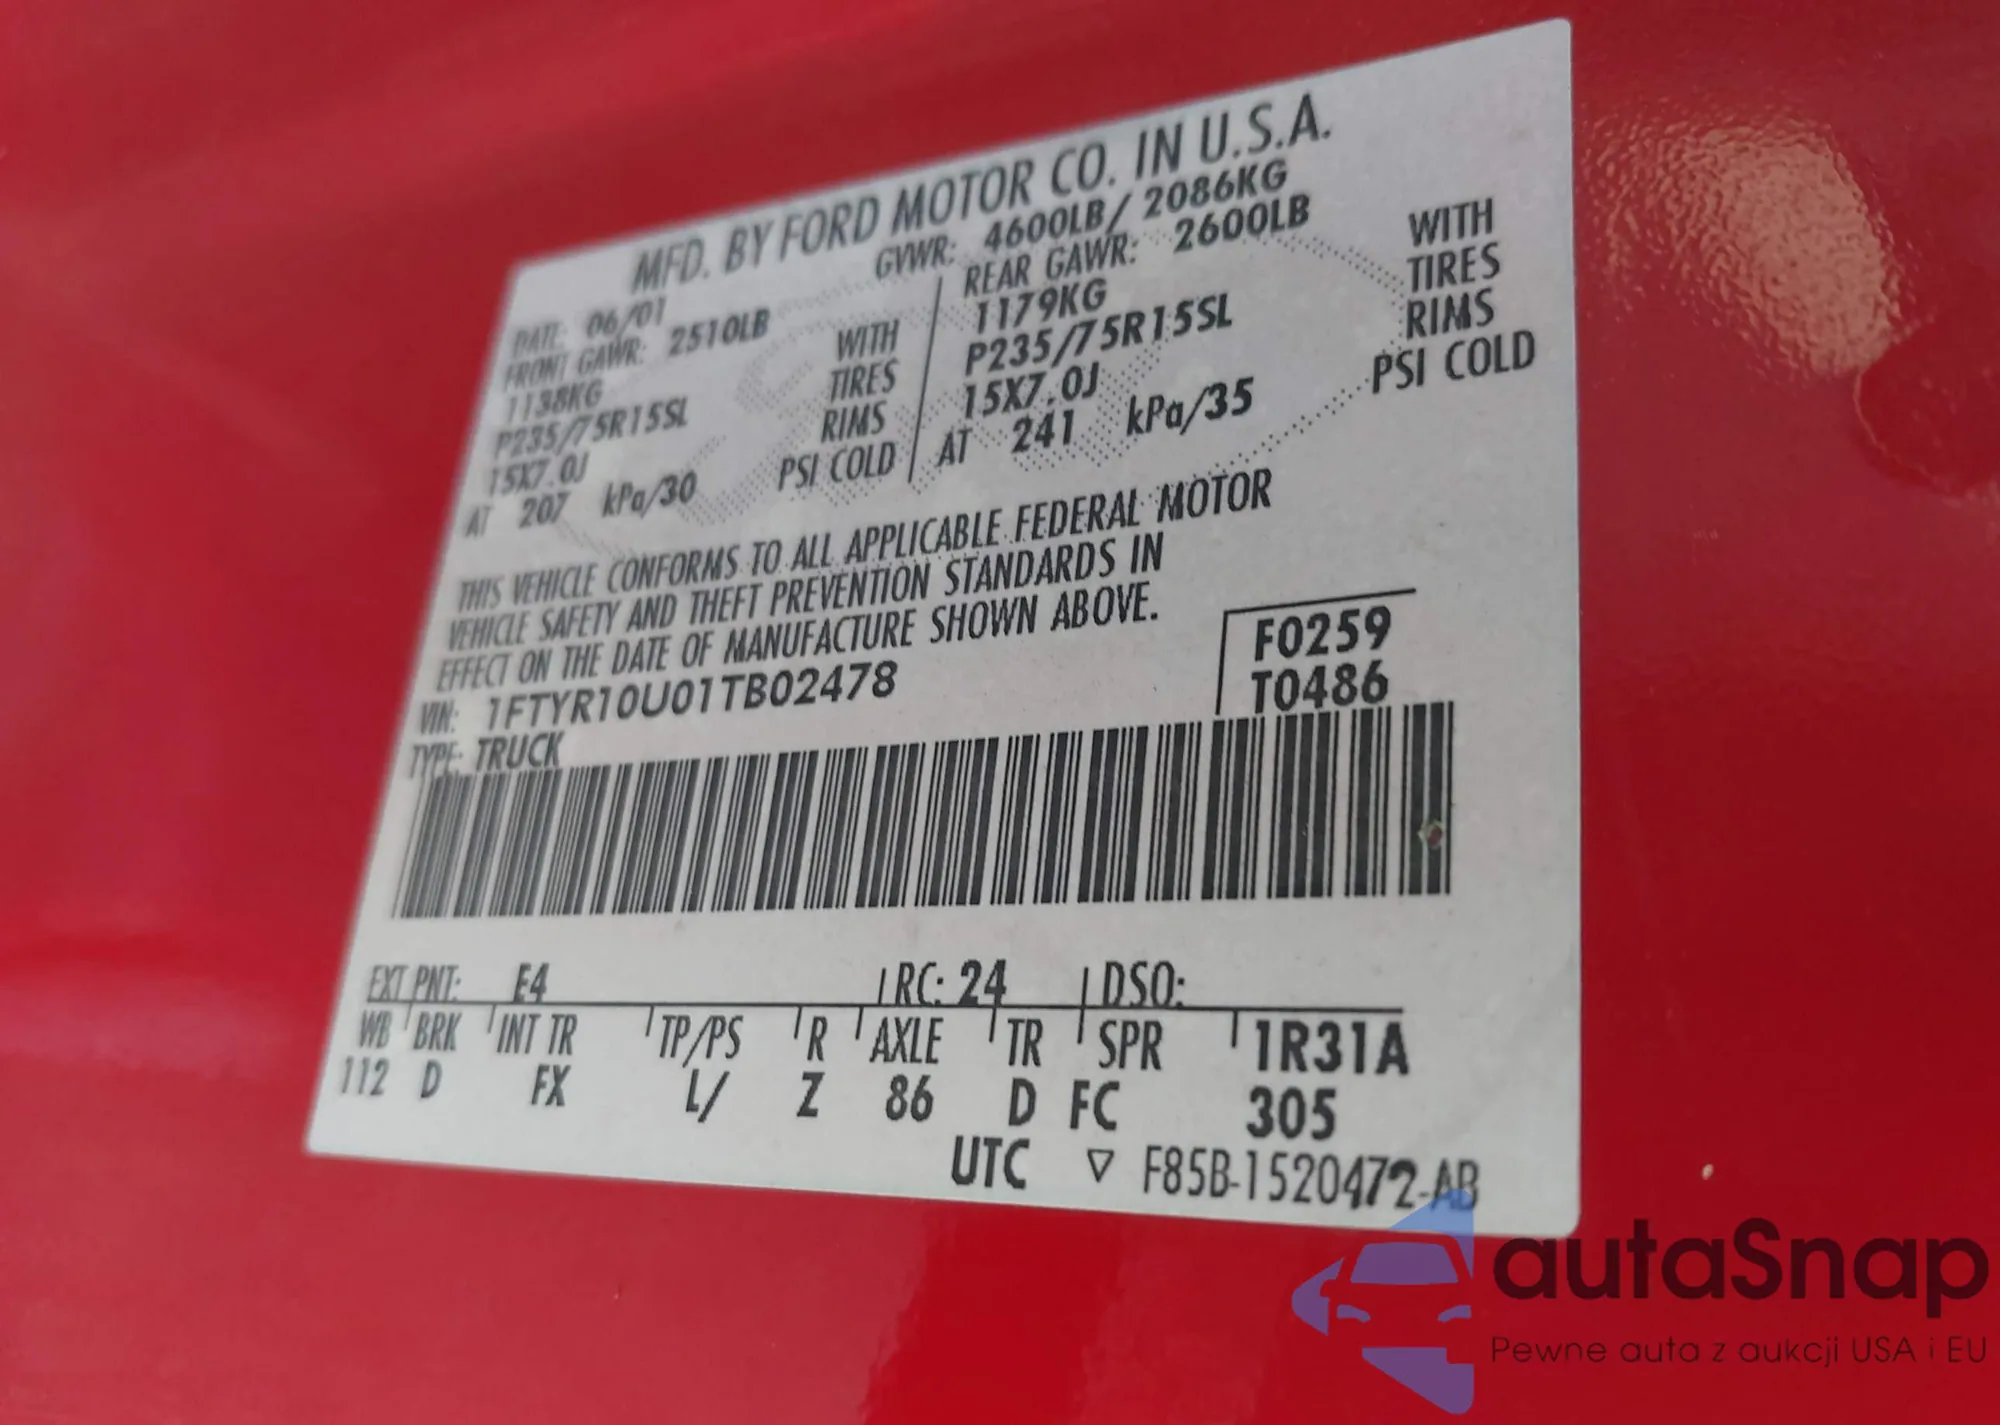 MFD. BY FORD MOTOR CO. IN U.S.A.
DATE: 06/01 GVWR: 4600LB/ 2086KG
FRONT GAWR: 2510LB REAR GAWR: 2600LB
1138KG WITH 1179KG WITH
P235/75R15SL TIRES P235/75R15SL TIRES
15X7.0J RIMS 15X7.0J RIMS
AT 207 kPa/30 PSI COLD AT 241 kPa/35 PSI COLD
THIS VEHICLE CONFORMS TO ALL APPLICABLE FEDERAL MOTOR
VEHICLE SAFETY AND THEFT PREVENTION STANDARDS IN
EFFECT ON THE DATE OF MANUFACTURE SHOWN ABOVE.
VIN: 1FTYR10U01TB02478 F0259
TYPE: TRUCK T0486
EXT PNT: E4 RC: 24 DSO:
WB BRK INT TR TP/PS R AXLE TR SPR 1R31A
112 D FX L/ Z 86 D FC 305
UTC ▽ F85B-1520472-AB
autaSnap
Pewne auta z aukcji USA i EU